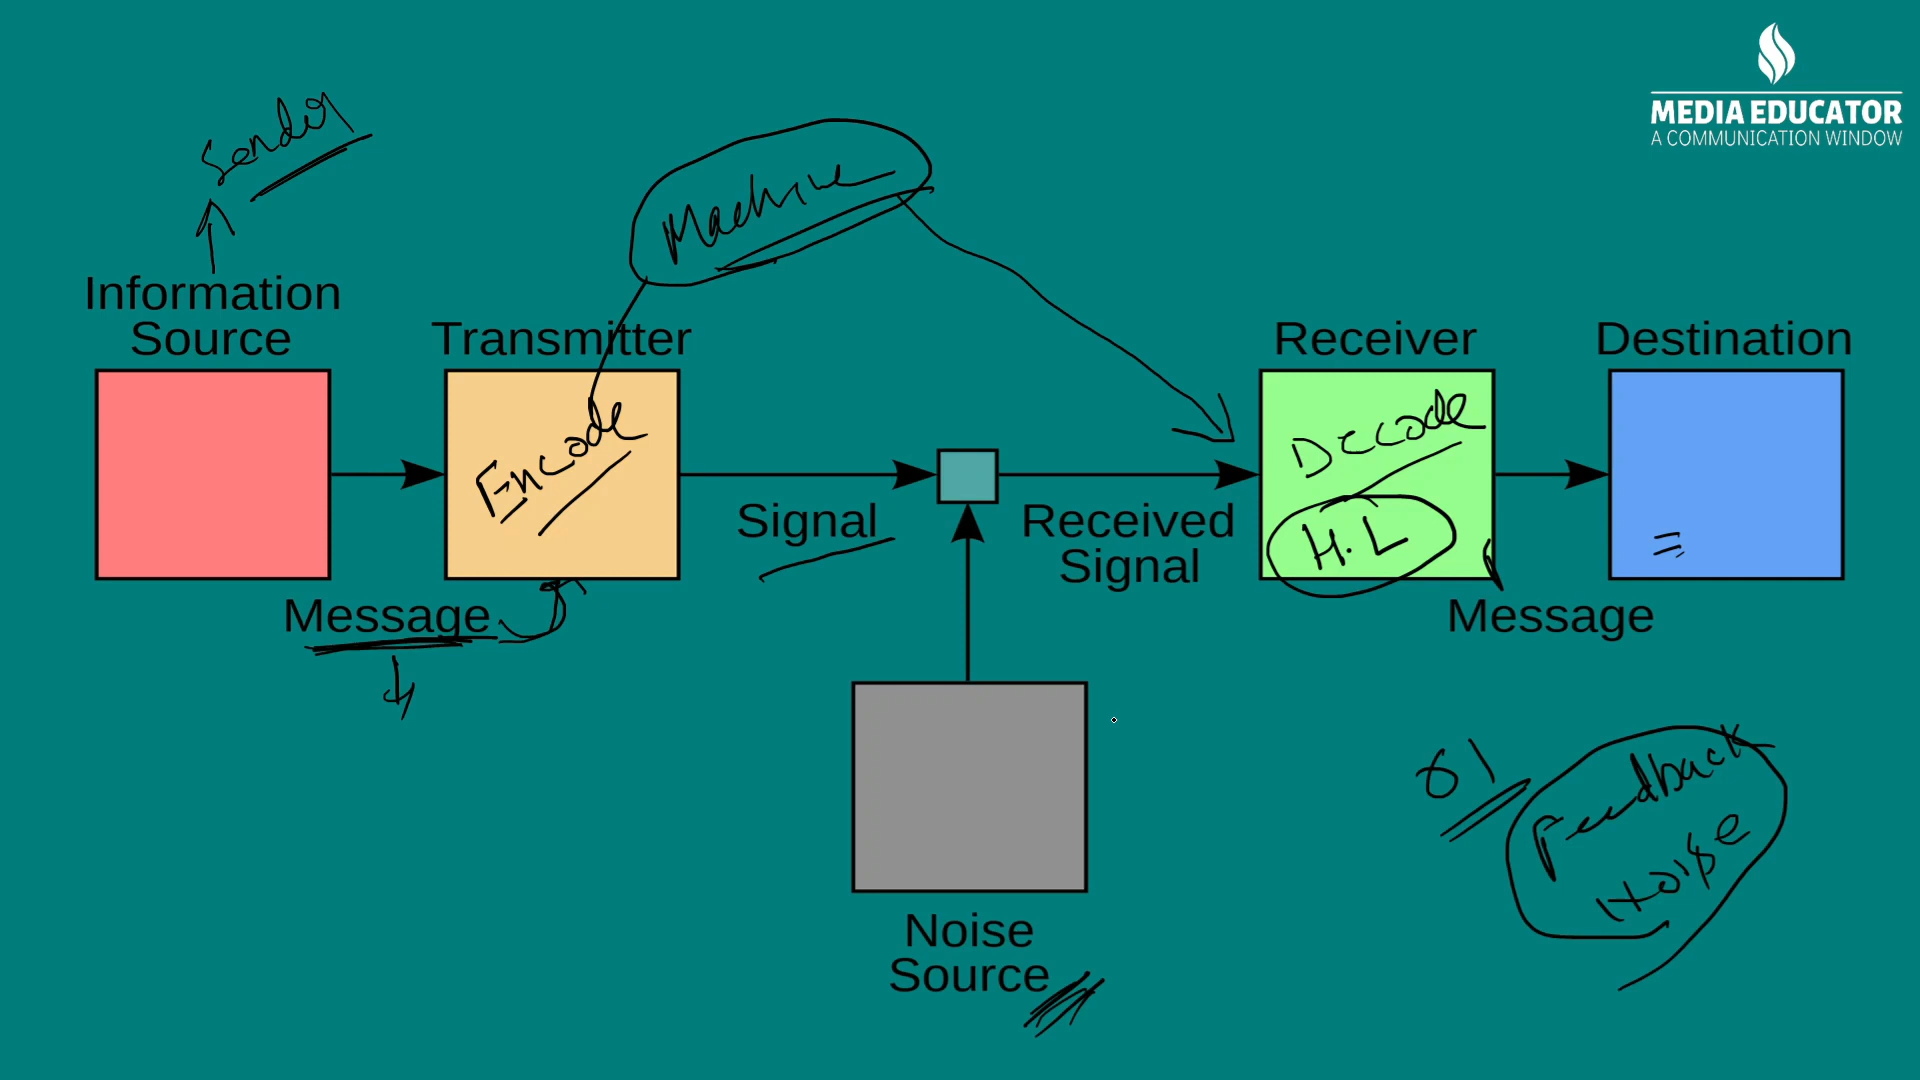 MEDIA EDUCATOR
A COMMUNICATION WINDOW
Sender
Machine
Information
Source
Transmitter
Receiver
Destination
Encode
Decode
H.L
Signal
Received
Signal
Message
Message
Feedback
Noise
Noise
Source